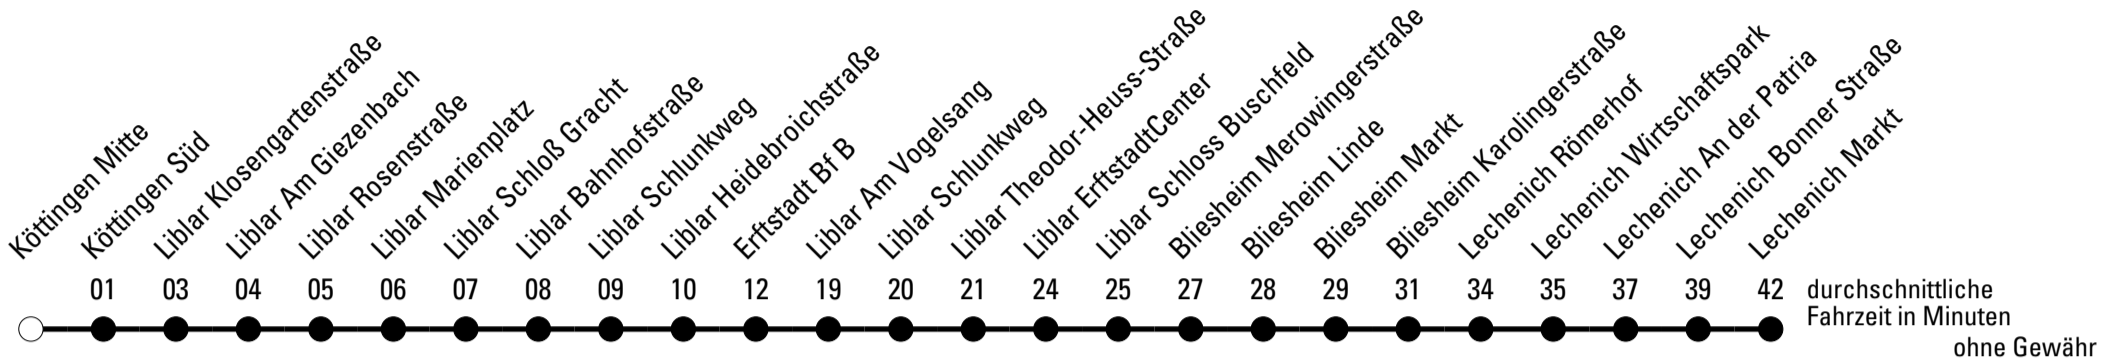 Köttingen Mitte
Köttingen Süd
Liblar Klosengartenstraße
Liblar Am Giezenbach
Liblar Rosenstraße
Liblar Marienplatz
Liblar Schloß Gracht
Liblar Bahnhofstraße
Liblar Schlunkweg
Liblar Heidebroichstraße
Erftstadt Bf B
Liblar Am Vogelsang
Liblar Schlunkweg
Liblar Theodor-Heuss-Straße
Liblar ErftstadtCenter
Liblar Schloss Buschfeld
Bliesheim Merowingerstraße
Bliesheim Linde
Bliesheim Markt
Bliesheim Karolingerstraße
Lechenich Römerhof
Lechenich Wirtschaftspark
Lechenich An der Patria
Lechenich Bonner Straße
Lechenich Markt
01 03 04 05 06 07 08 09 10 12 19 20 21 24 25 27 28 29 31 34 35 37 39 42 durchschnittliche
Fahrzeit in Minuten
ohne Gewähr